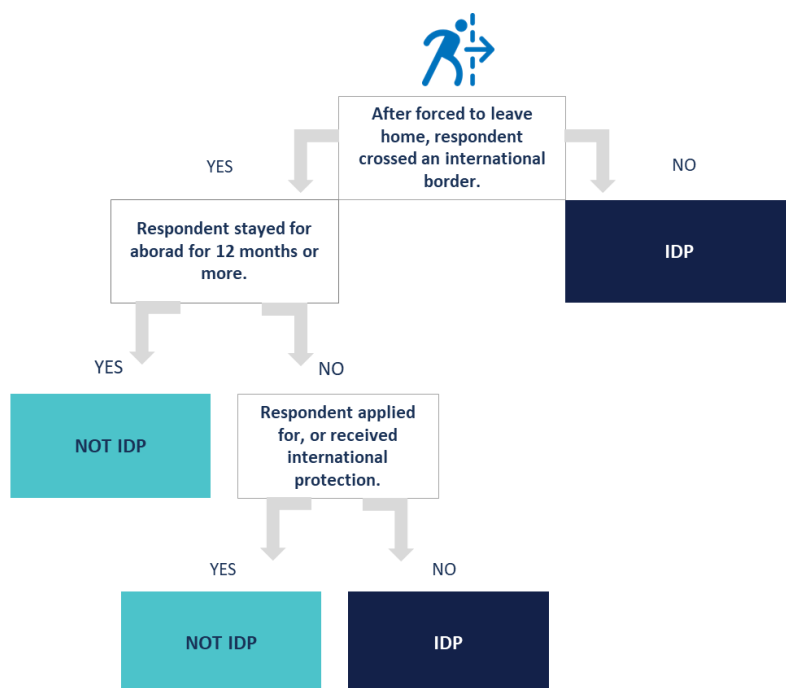 After forced to leave
home, respondent
crossed an international
border.
YES
NO
Respondent stayed for
aborad for 12 months or
more.
IDP
YES
NO
NOT IDP
Respondent applied
for, or received
international
protection.
YES
NO
NOT IDP
IDP